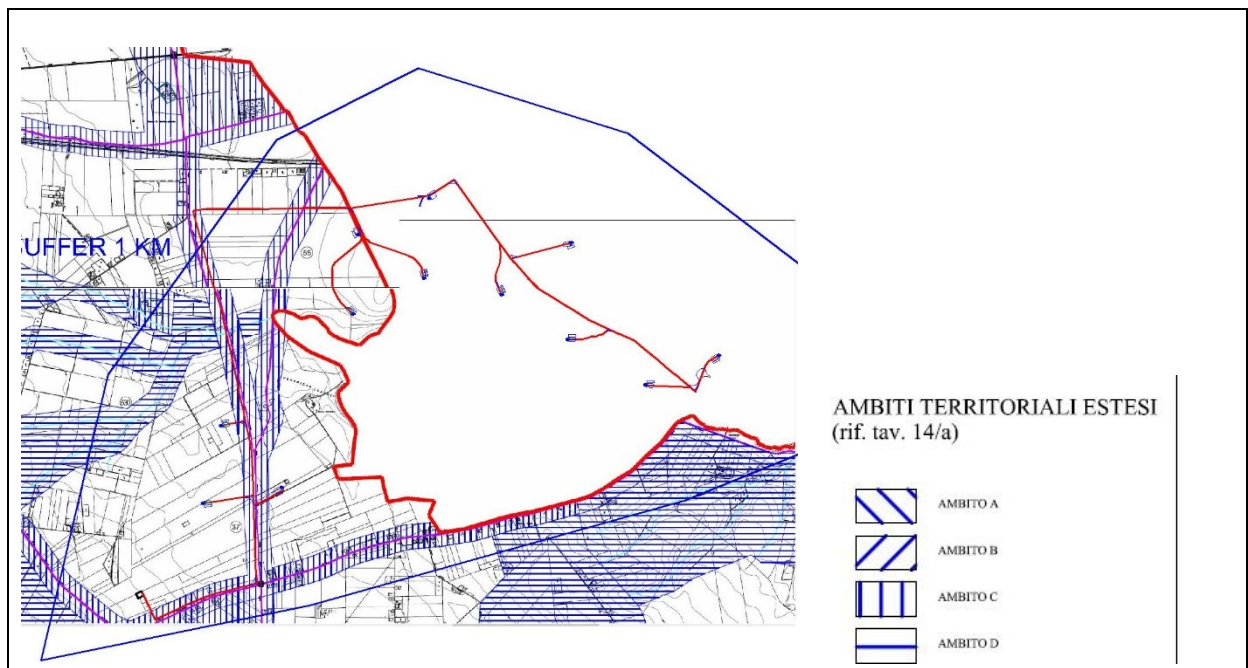 UFFER 1 KM
55
37
AMBITI TERRITORIALI ESTESI
(rif. tav. 14/a)
AMBITO A
AMBITO B
AMBITO C
AMBITO D